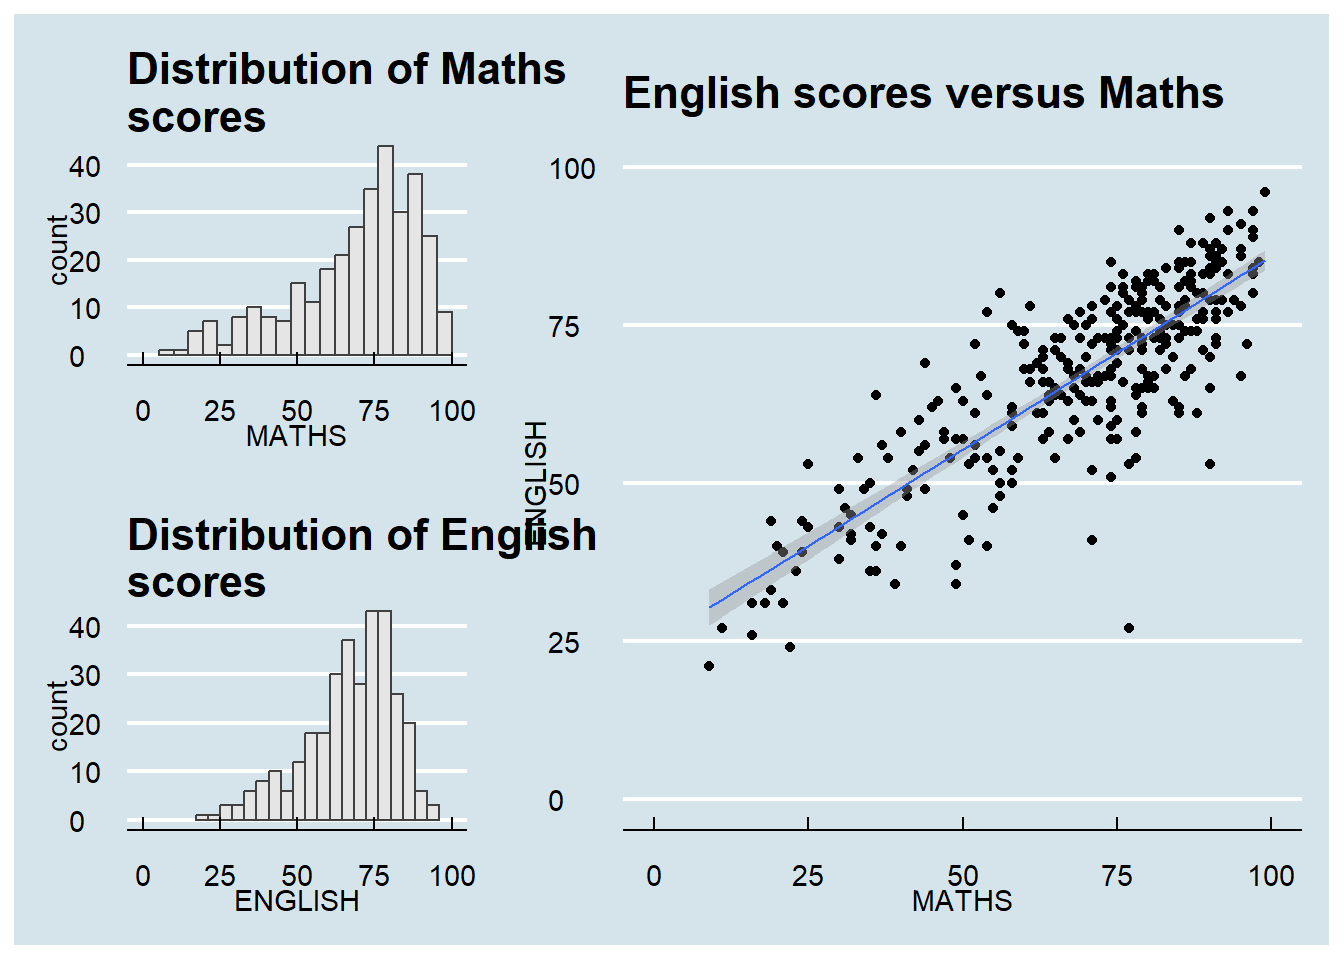 Distribution of Maths
scores
40
30
20
10
0
count
0 25 50 75 100
MATHS
Distribution of English
scores
40
30
20
10
0
count
0 25 50 75 100
ENGLISH
English scores versus Maths
100
75
50
25
0
ENGLISH
0 25 50 75 100
MATHS